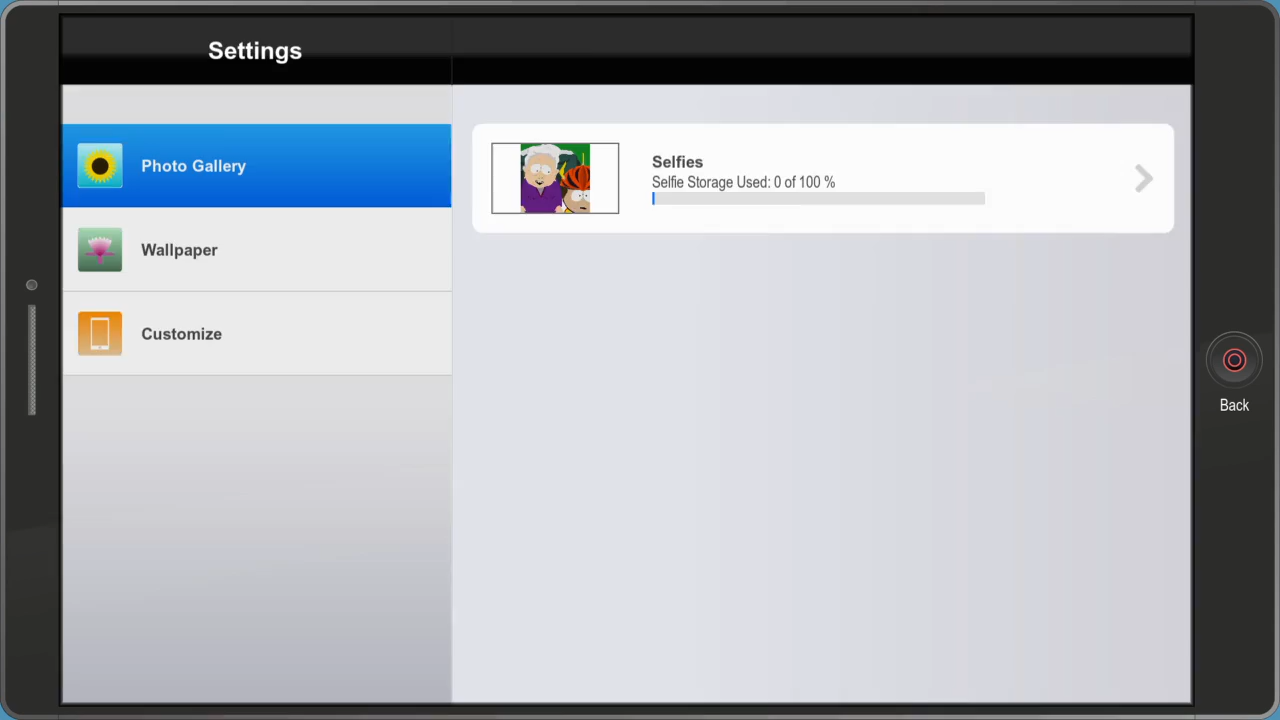 Settings
Photo Gallery
Wallpaper
Customize
Selfies
Selfie Storage Used: 0 of 100 %
Back